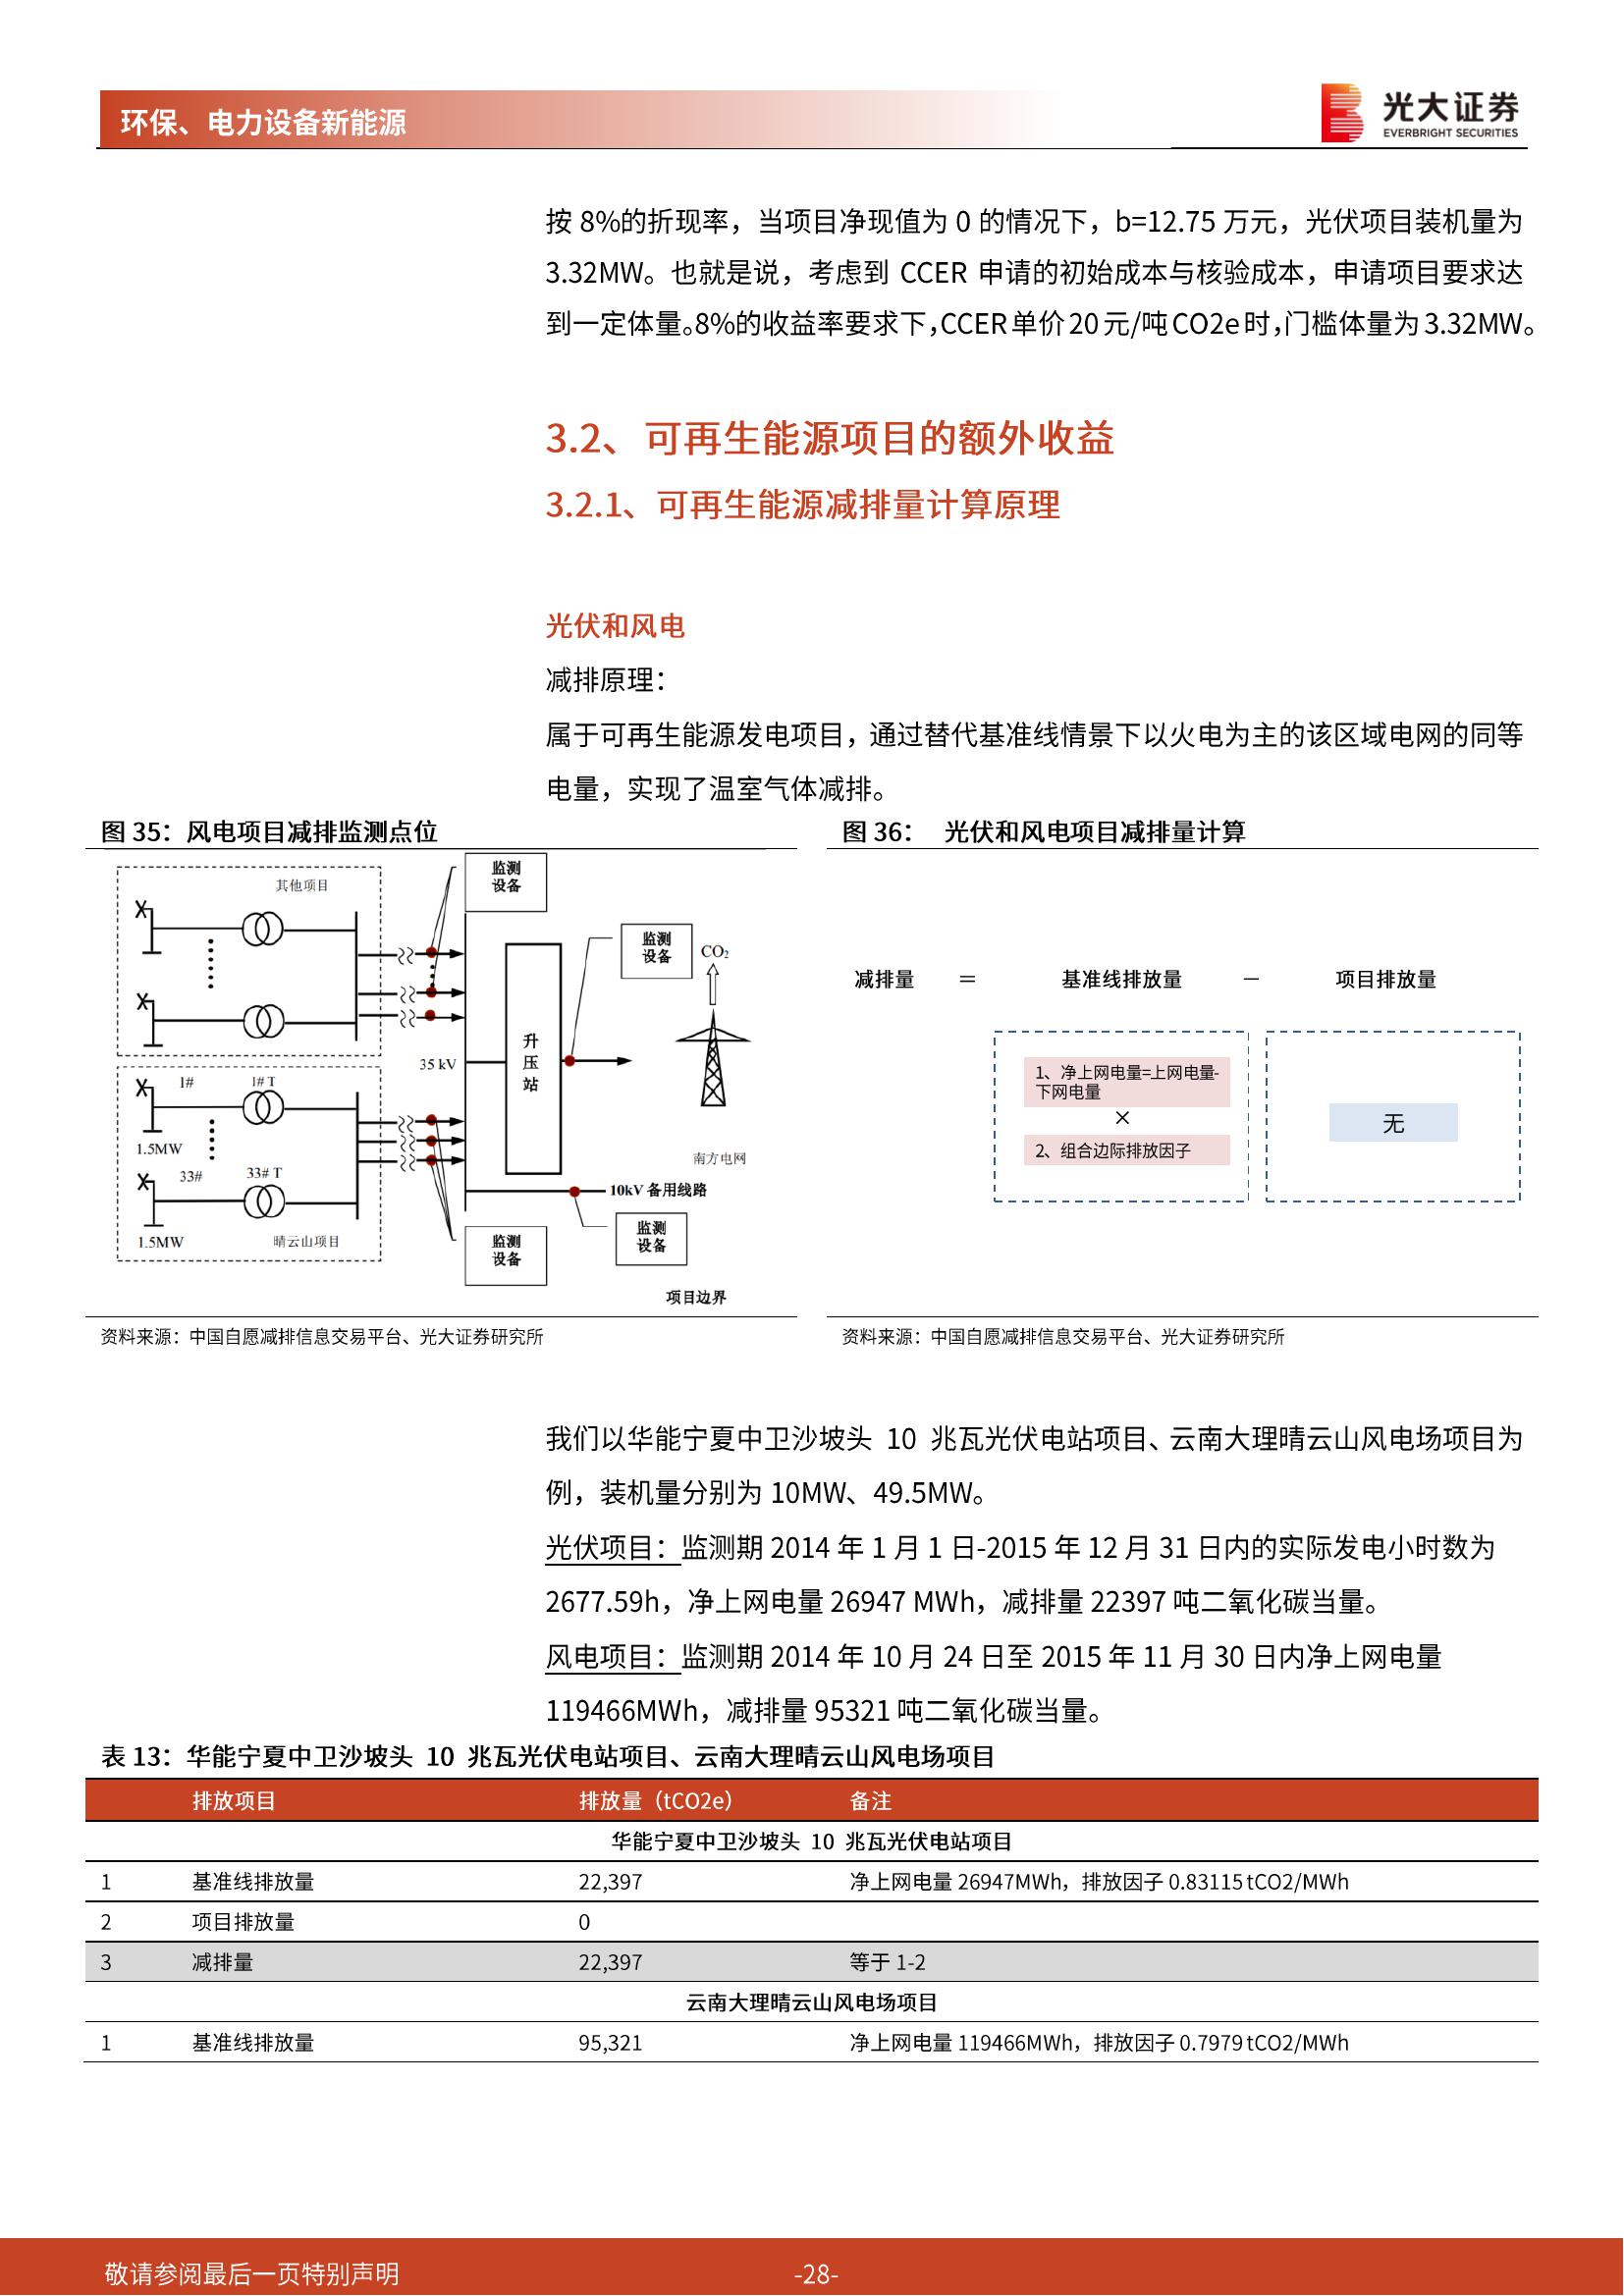 环保、电力设备新能源
光大证券
EVERBRIGHT SECURITIES
按 8%的折现率，当项目净现值为 0 的情况下，b=12.75 万元，光伏项目装机量为
3.32MW。也就是说，考虑到 CCER 申请的初始成本与核验成本，申请项目要求达
到一定体量。8%的收益率要求下，CCER 单价 20 元/吨 CO2e 时，门槛体量为 3.32MW。
3.2、可再生能源项目的额外收益
3.2.1、可再生能源减排量计算原理
光伏和风电
减排原理：
属于可再生能源发电项目，通过替代基准线情景下以火电为主的该区域电网的同等
电量，实现了温室气体减排。
图 35：风电项目减排监测点位
其他项目
监测
设备
监测
设备
CO₂
升
压
站
35 kV
1#
1# T
1.5MW
33#
33# T
1.5MW
晴云山项目
南方电网
10kV 备用线路
监测
设备
监测
设备
项目边界
资料来源：中国自愿减排信息交易平台、光大证券研究所
图 36： 光伏和风电项目减排量计算
减排量 = 基准线排放量 － 项目排放量
1、净上网电量=上网电量-
下网电量
×
2、组合边际排放因子
无
资料来源：中国自愿减排信息交易平台、光大证券研究所
我们以华能宁夏中卫沙坡头 10 兆瓦光伏电站项目、云南大理晴云山风电场项目为
例，装机量分别为 10MW、49.5MW。
光伏项目：监测期 2014 年 1 月 1 日-2015 年 12 月 31 日内的实际发电小时数为
2677.59h，净上网电量 26947 MWh，减排量 22397 吨二氧化碳当量。
风电项目：监测期 2014 年 10 月 24 日至 2015 年 11 月 30 日内净上网电量
119466MWh，减排量 95321 吨二氧化碳当量。
表 13：华能宁夏中卫沙坡头 10 兆瓦光伏电站项目、云南大理晴云山风电场项目
排放项目 排放量（tCO2e） 备注
华能宁夏中卫沙坡头 10 兆瓦光伏电站项目
1 基准线排放量 22,397 净上网电量 26947MWh，排放因子 0.83115 tCO2/MWh
2 项目排放量 0
3 减排量 22,397 等于 1-2
云南大理晴云山风电场项目
1 基准线排放量 95,321 净上网电量 119466MWh，排放因子 0.7979 tCO2/MWh
敬请参阅最后一页特别声明
-28-